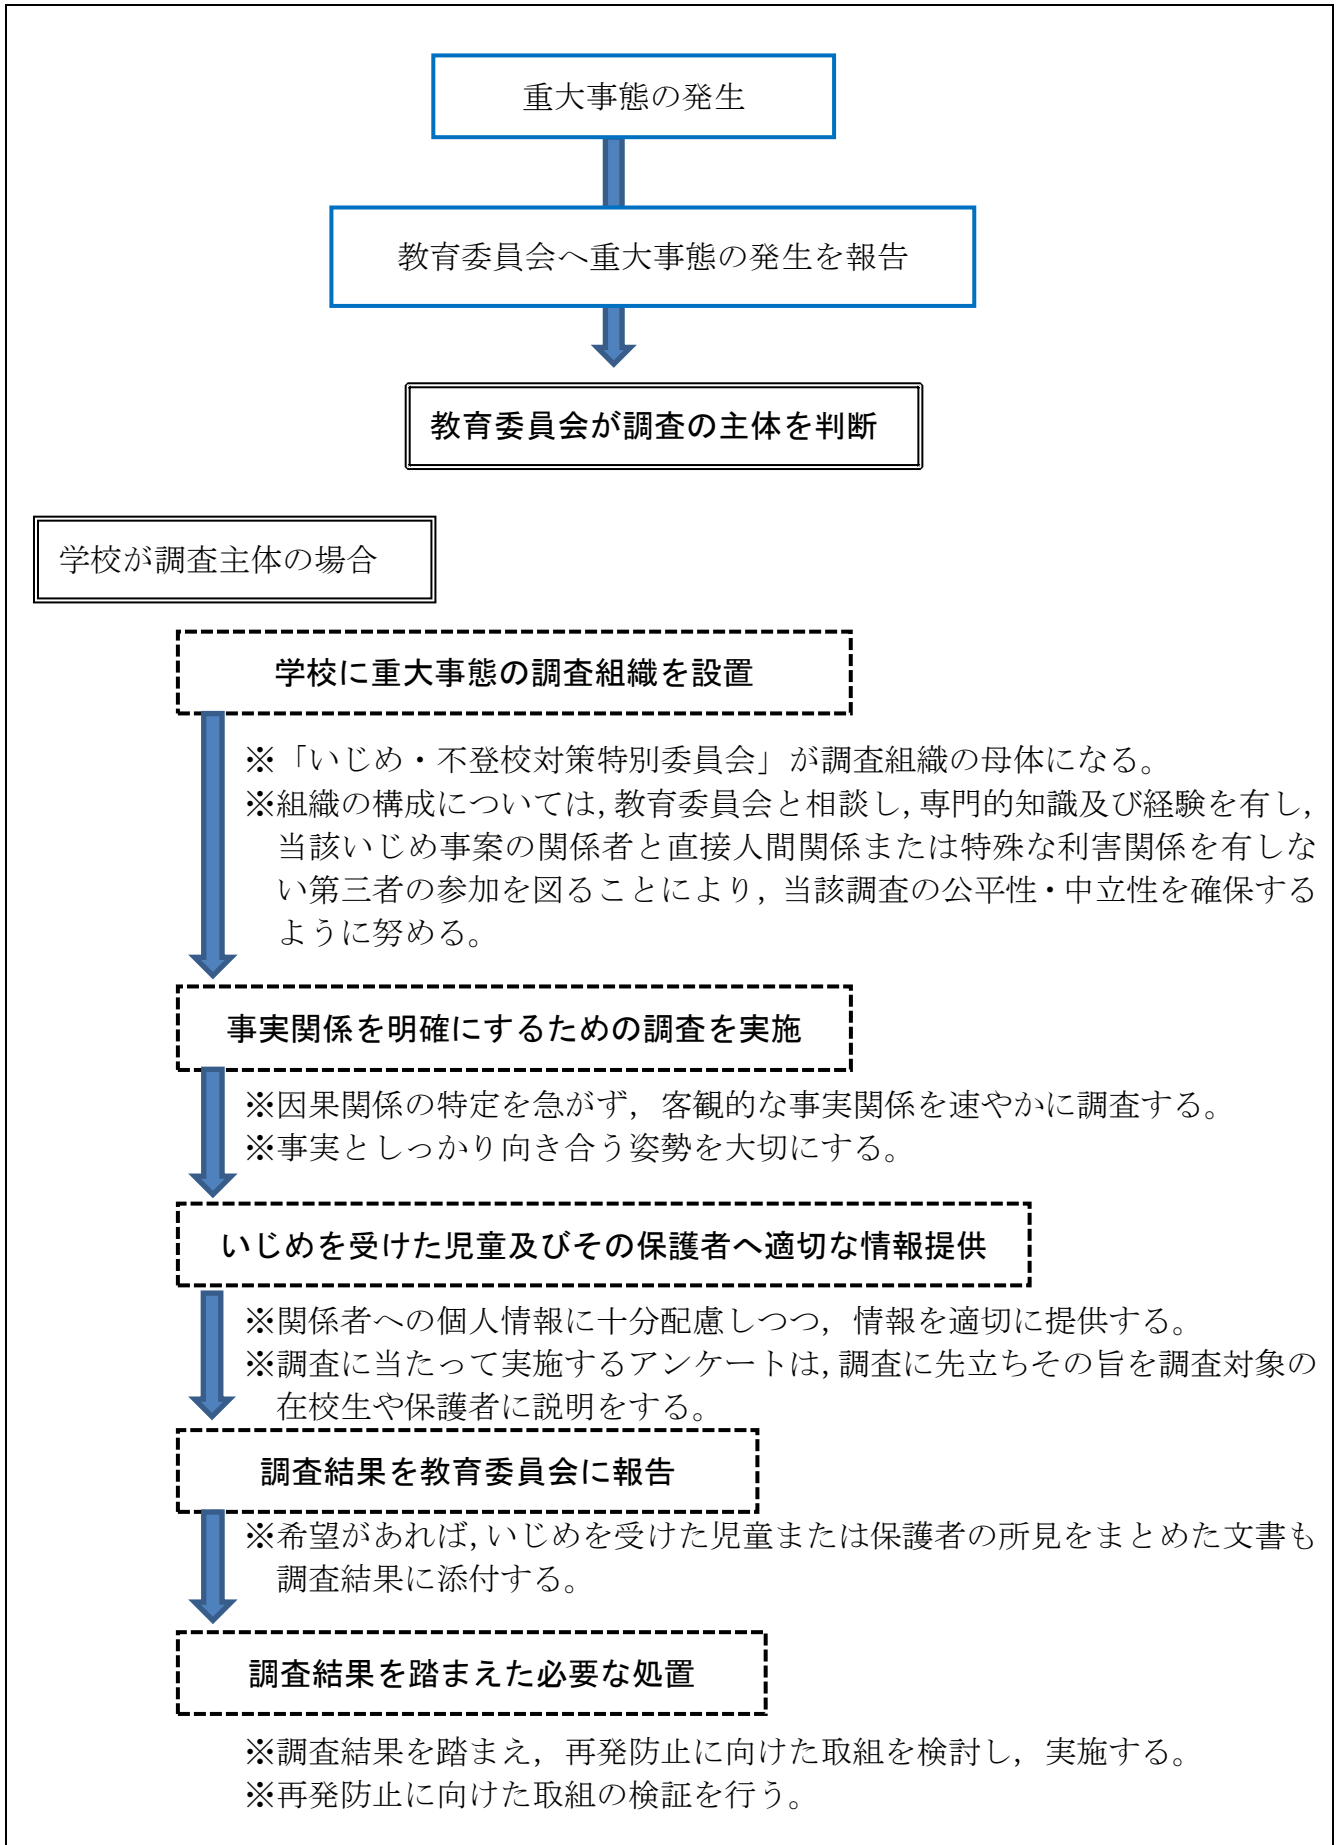 重大事態の発生
教育委員会へ重大事態の発生を報告
教育委員会が調査の主体を判断
学校が調査主体の場合
学校に重大事態の調査組織を設置
※「いじめ・不登校対策特別委員会」が調査組織の母体になる。
※組織の構成については,教育委員会と相談し,専門的知識及び経験を有し,
当該いじめ事案の関係者と直接人間関係または特殊な利害関係を有しな
い第三者の参加を図ることにより,当該調査の公平性・中立性を確保する
ように努める。
事実関係を明確にするための調査を実施
※因果関係の特定を急がず，客観的な事実関係を速やかに調査する。
※事実としっかり向き合う姿勢を大切にする。
いじめを受けた児童及びその保護者へ適切な情報提供
※関係者への個人情報に十分配慮しつつ，情報を適切に提供する。
※調査に当たって実施するアンケートは,調査に先立ちその旨を調査対象の
在校生や保護者に説明をする。
調査結果を教育委員会に報告
※希望があれば,いじめを受けた児童または保護者の所見をまとめた文書も
調査結果に添付する。
調査結果を踏まえた必要な処置
※調査結果を踏まえ，再発防止に向けた取組を検討し，実施する。
※再発防止に向けた取組の検証を行う。